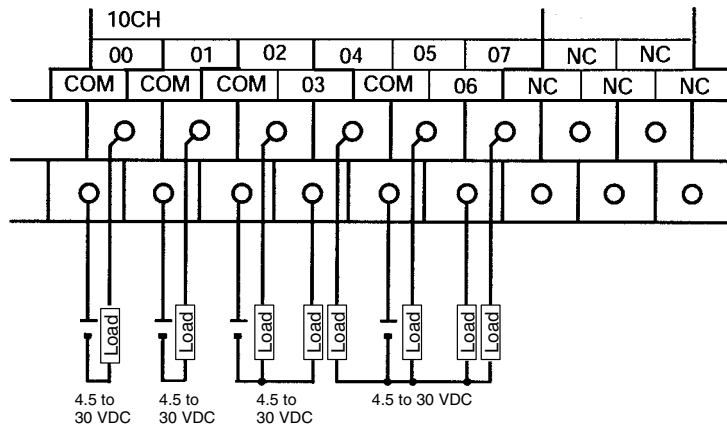 10CH
00 01 02 04 05 07 NC NC
COM COM COM 03 COM 06 NC NC NC
Load Load Load Load Load Load Load Load
4.5 to 30 VDC
4.5 to 30 VDC
4.5 to 30 VDC
4.5 to 30 VDC